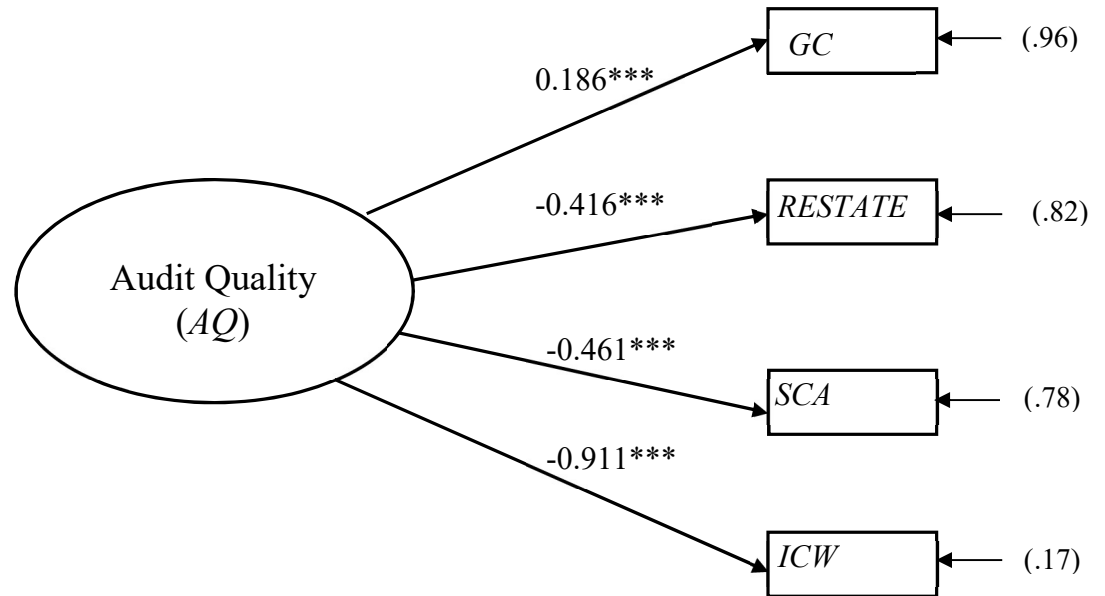 GC
(.96)
0.186***
-0.416***
RESTATE
(.82)
Audit Quality
(AQ)
-0.461***
SCA
(.78)
-0.911***
ICW
(.17)